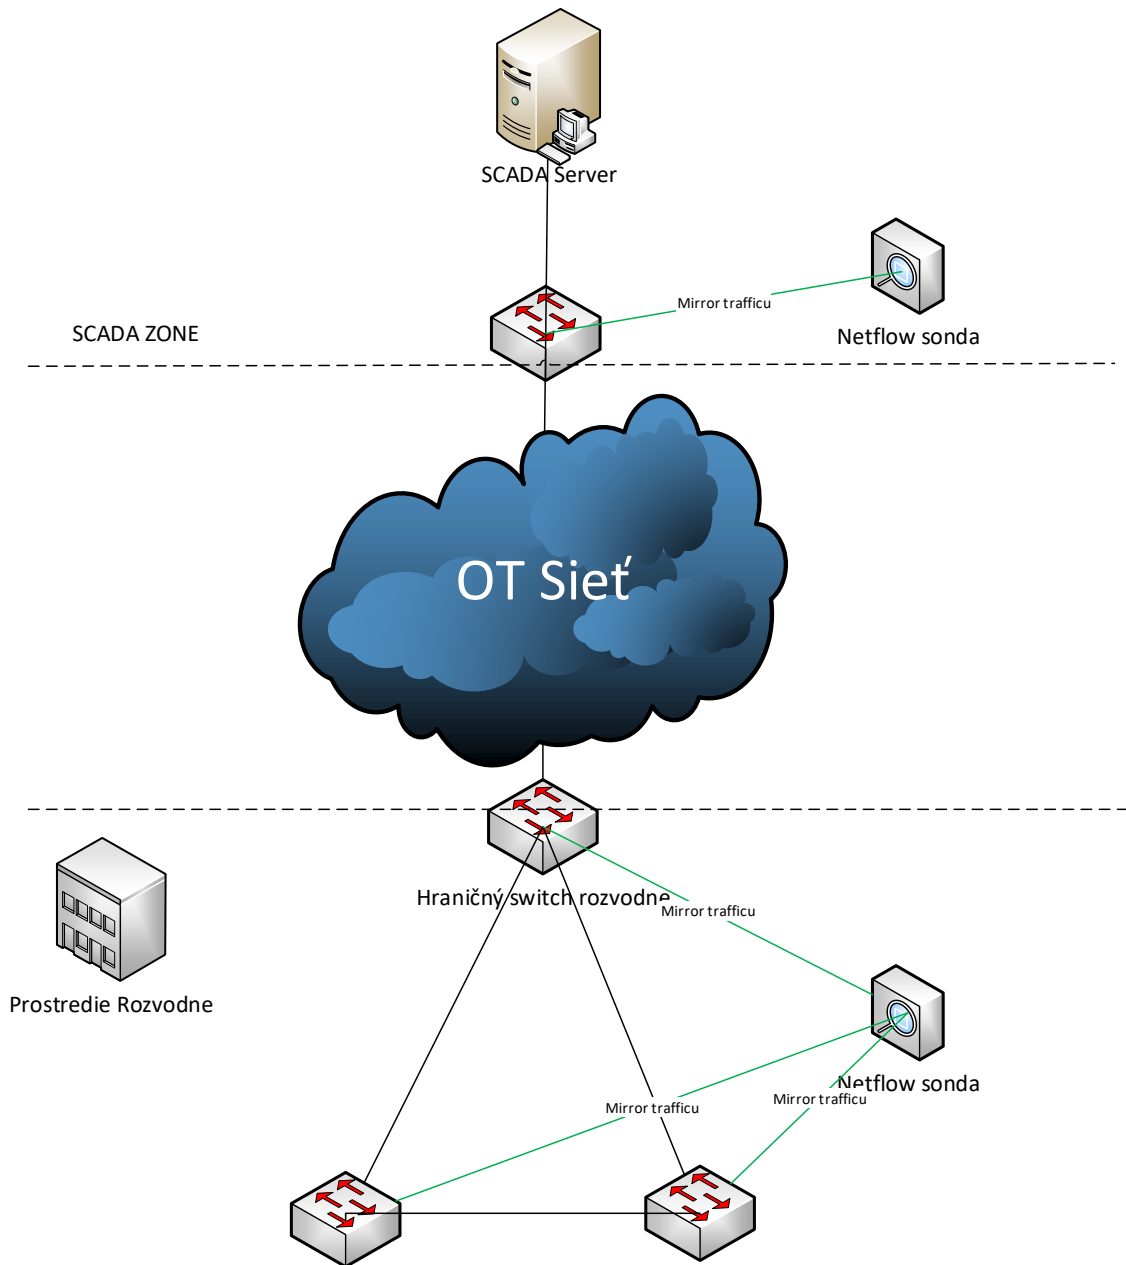 SCADA Server
Mirror trafficu
Netflow sonda
SCADA ZONE
OT Sieť
Hraničný switch rozvodne
Mirror trafficu
Prostredie Rozvodne
Netflow sonda
Mirror trafficu
Mirror trafficu